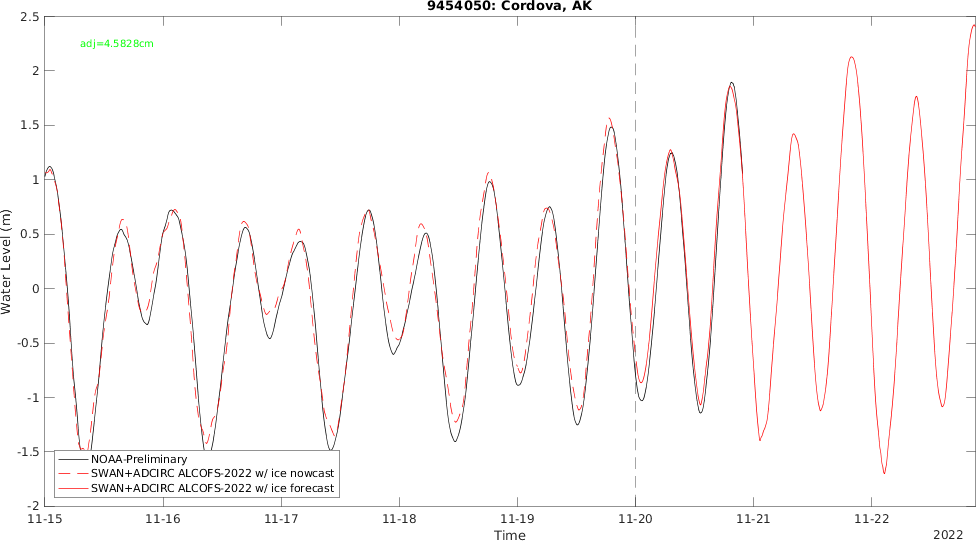 9454050: Cordova, AK
adj=4.5828cm
2.5
2
1.5
1
0.5
0
-0.5
-1
-1.5
-2
Water Level (m)
NOAA-Preliminary
SWAN+ADCIRC ALCOFS-2022 w/ ice nowcast
SWAN+ADCIRC ALCOFS-2022 w/ ice forecast
11-15 11-16 11-17 11-18 11-19 11-20 11-21 11-22
Time
2022